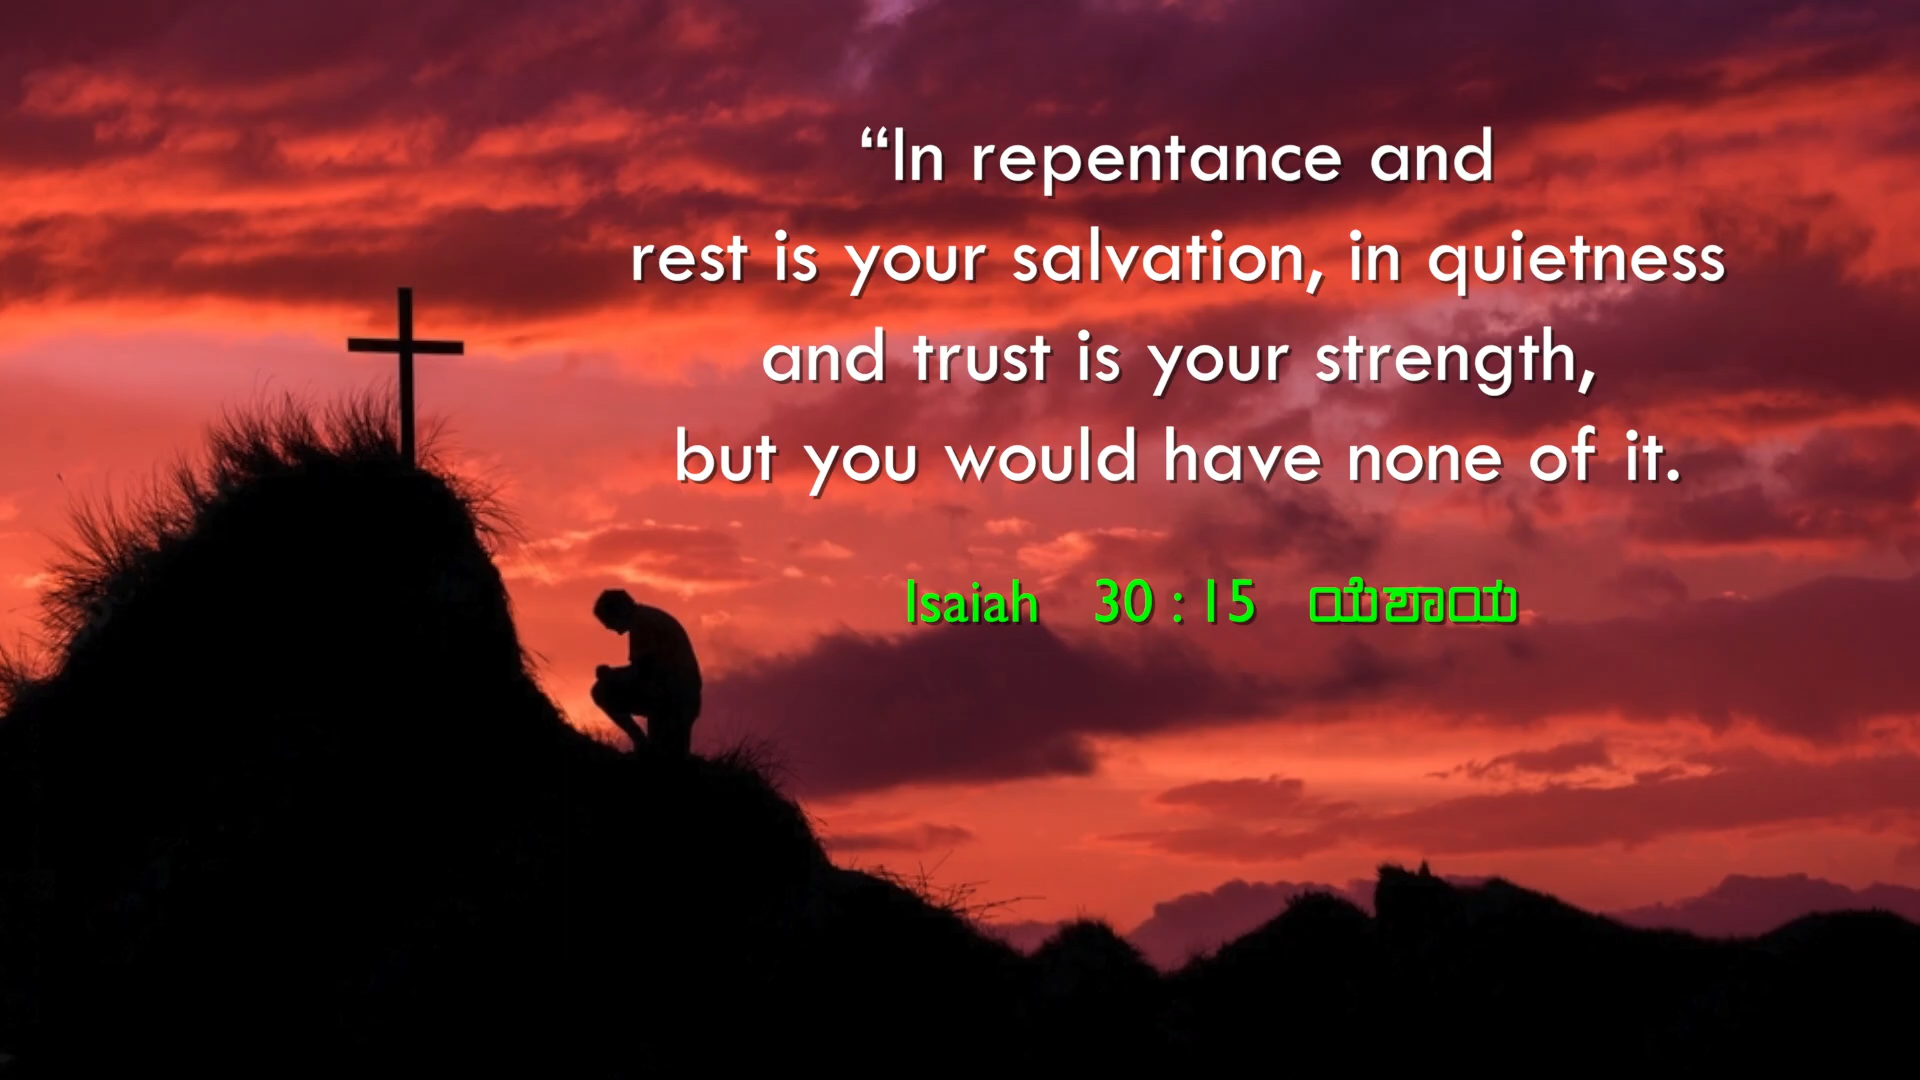 “In repentance and
rest is your salvation, in quietness
and trust is your strength,
but you would have none of it.
Isaiah 30 : 15 ಯೆಶಾಯ